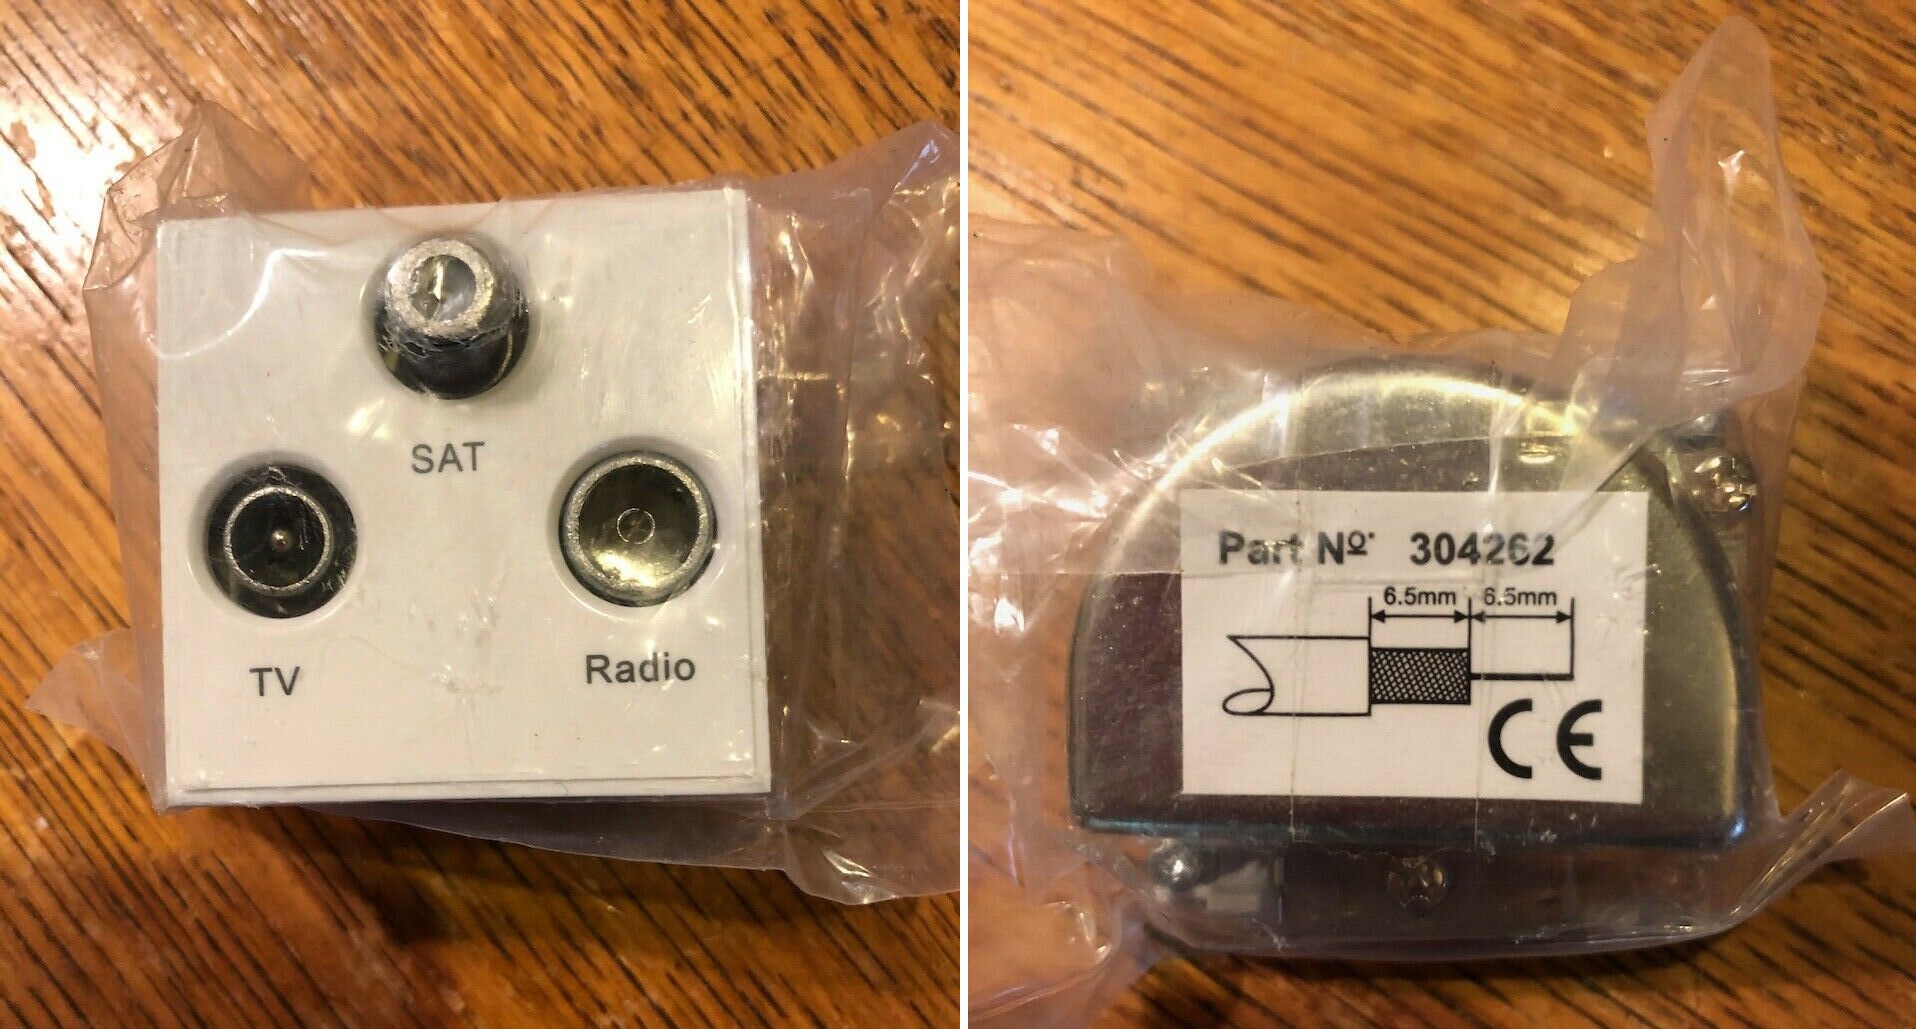 SAT
TV
Radio
Part Nº· 304262
6.5mm 6.5mm
CE